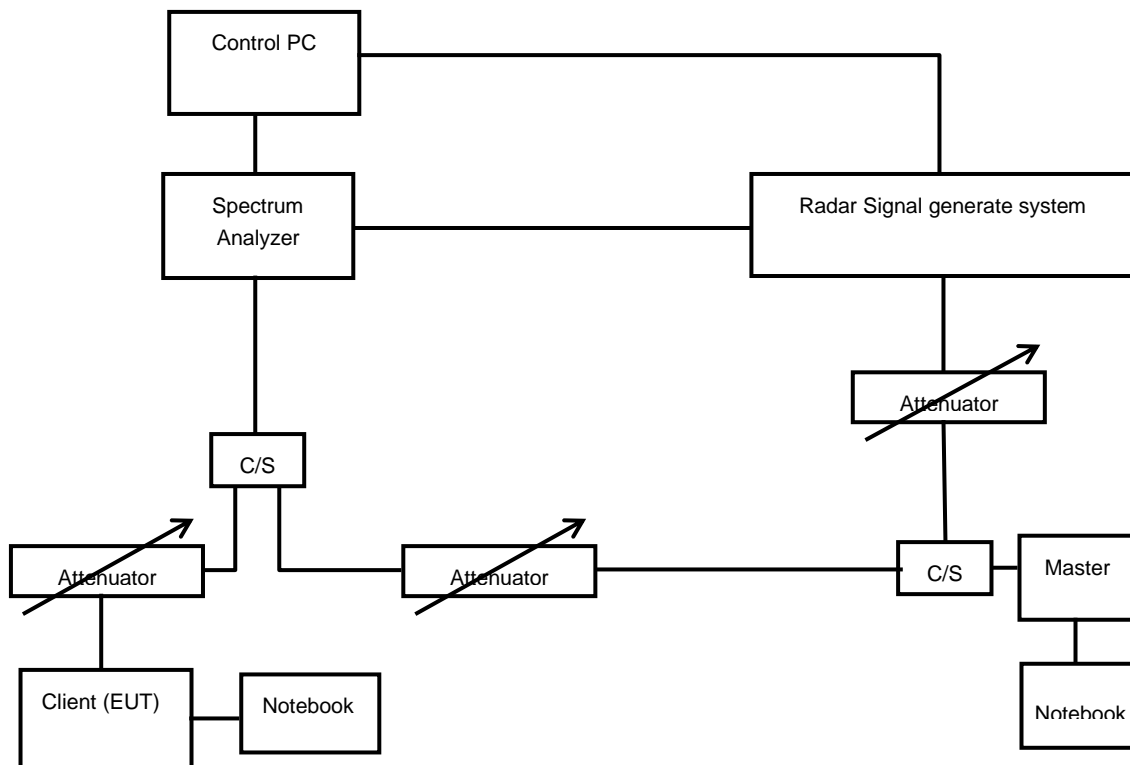 Control PC
Spectrum
Analyzer
Radar Signal generate system
Attenuator
C/S
Attenuator
Attenuator
C/S
Master
Client (EUT)
Notebook
Notebook